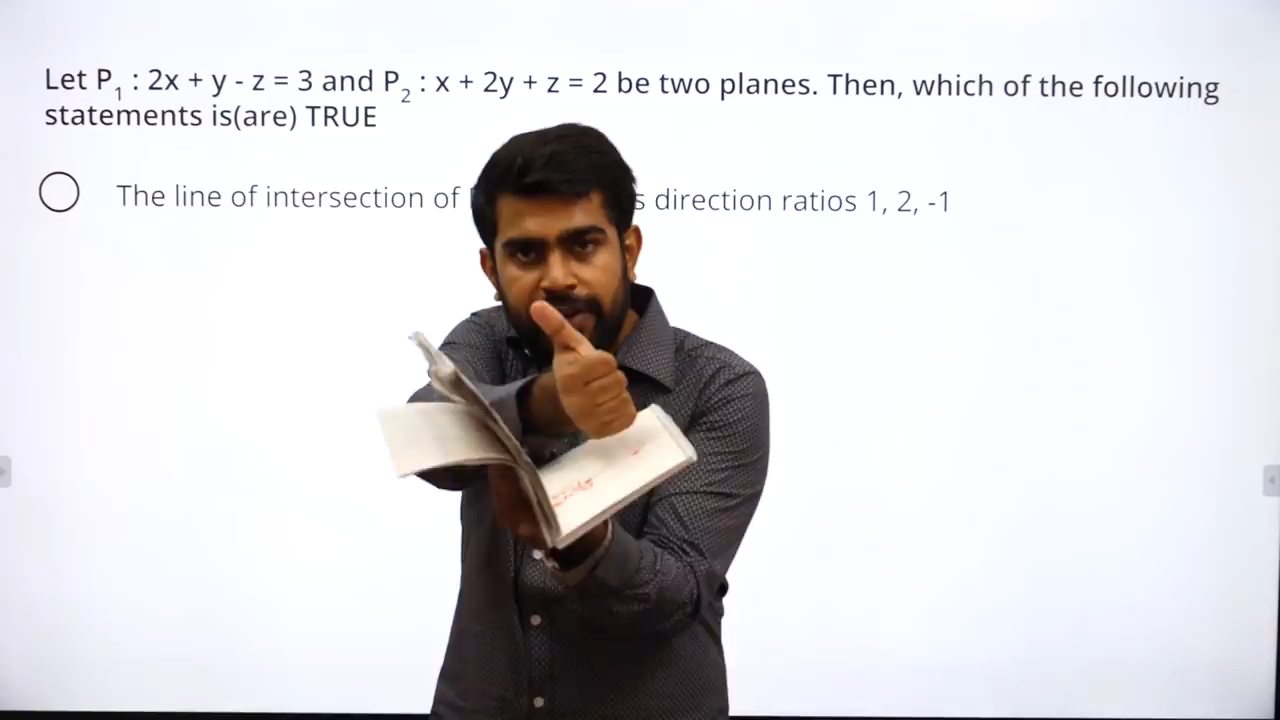 Let P₁ : 2x + y - z = 3 and P₂ : x + 2y + z = 2 be two planes. Then, which of the following
statements is(are) TRUE
The line of intersection of direction ratios 1, 2, -1